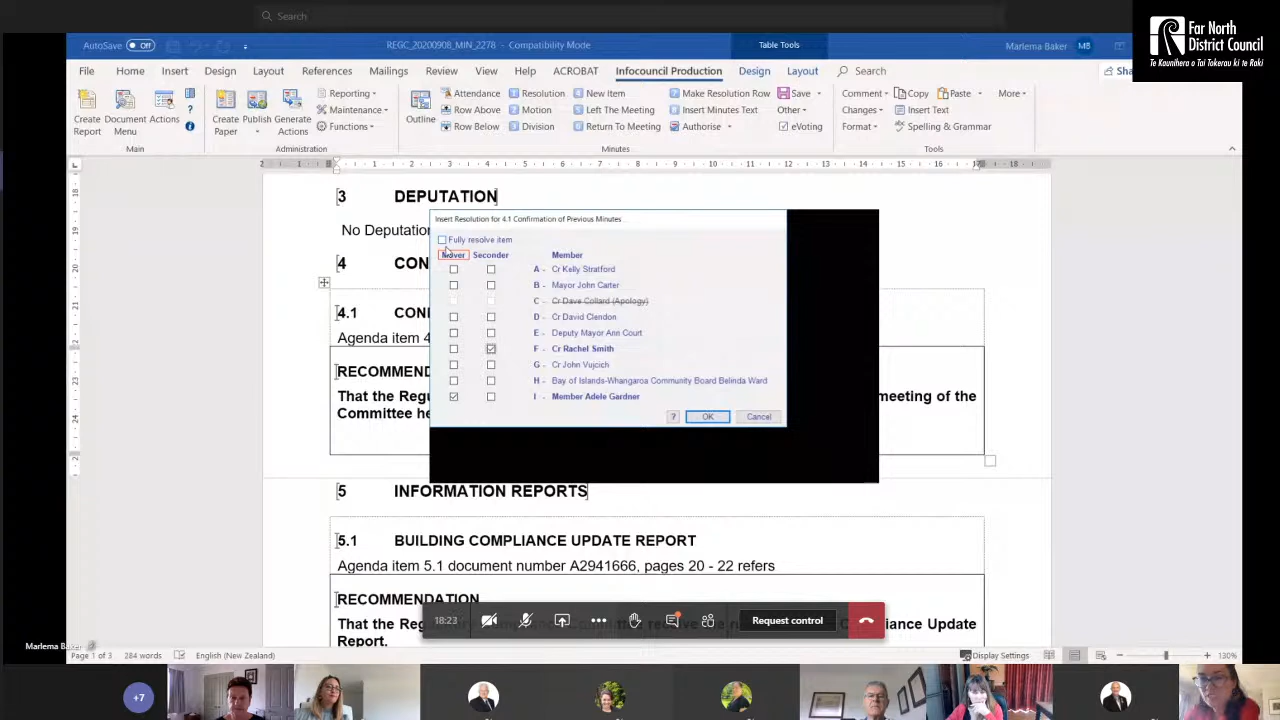 Search
Far North
District Council
Te Kaunihera o Tai Tokerau ki te Raki
AutoSave Off
REGC_20200908_MIN_2278 - Compatibility Mode
Table Tools
Marlema Baker MB
File Home Insert Design Layout References Mailings Review View Help ACROBAT Infocouncil Production Design Layout Search Sha
Create Report
Document Menu
Actions
Create Paper
Publish
Generate Actions
Reporting
Maintenance
Functions
Outline
Attendance
Row Above
Row Below
Resolution
Motion
Division
New Item
Left The Meeting
Return To Meeting
Make Resolution Row
Insert Minutes Text
Authorise
Save
Other
eVoting
Comment
Changes
Format
Copy
Paste
Insert Text
Spelling & Grammar
More
Main Administration Minutes Tools
3 DEPUTATION
No Deputation
4 CON
4.1 CON
Agenda item 4
RECOMMEND
That the Regu meeting of the
Committee he
Insert Resolution for 4.1 Confirmation of Previous Minutes
Fully resolve item
Mover Seconder Member
A - Cr Kelly Stratford
B - Mayor John Carter
C - Cr Dave Collard (Apology)
D - Cr David Clendon
E - Deputy Mayor Ann Court
F - Cr Rachel Smith
G - Cr John Vujcich
H - Bay of Islands-Whangaroa Community Board Belinda Ward
I - Member Adele Gardner
? OK Cancel
5 INFORMATION REPORTS
5.1 BUILDING COMPLIANCE UPDATE REPORT
Agenda item 5.1 document number A2941666, pages 20 - 22 refers
RECOMMENDATION
That the Regu liance Update
Report.
18:23 Request control
Marlema Baker
Page 1 of 3 284 words English (New Zealand) Display Settings 130%
+7